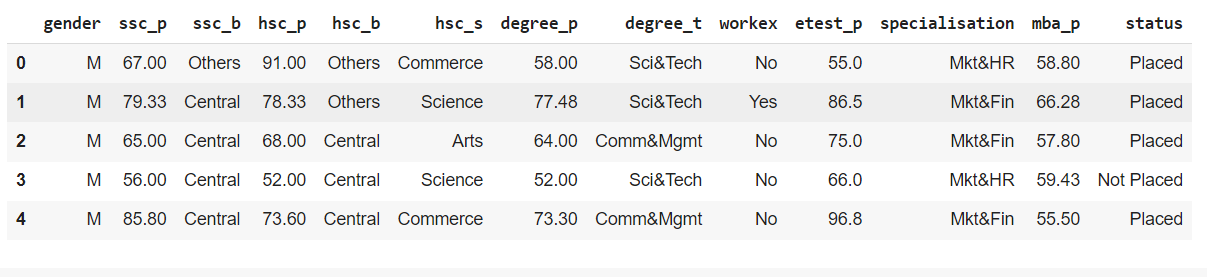 gender ssc_p ssc_b hsc_p hsc_b hsc_s degree_p degree_t workex etest_p specialisation mba_p status
0 M 67.00 Others 91.00 Others Commerce 58.00 Sci&Tech No 55.0 Mkt&HR 58.80 Placed
1 M 79.33 Central 78.33 Others Science 77.48 Sci&Tech Yes 86.5 Mkt&Fin 66.28 Placed
2 M 65.00 Central 68.00 Central Arts 64.00 Comm&Mgmt No 75.0 Mkt&Fin 57.80 Placed
3 M 56.00 Central 52.00 Central Science 52.00 Sci&Tech No 66.0 Mkt&HR 59.43 Not Placed
4 M 85.80 Central 73.60 Central Commerce 73.30 Comm&Mgmt No 96.8 Mkt&Fin 55.50 Placed